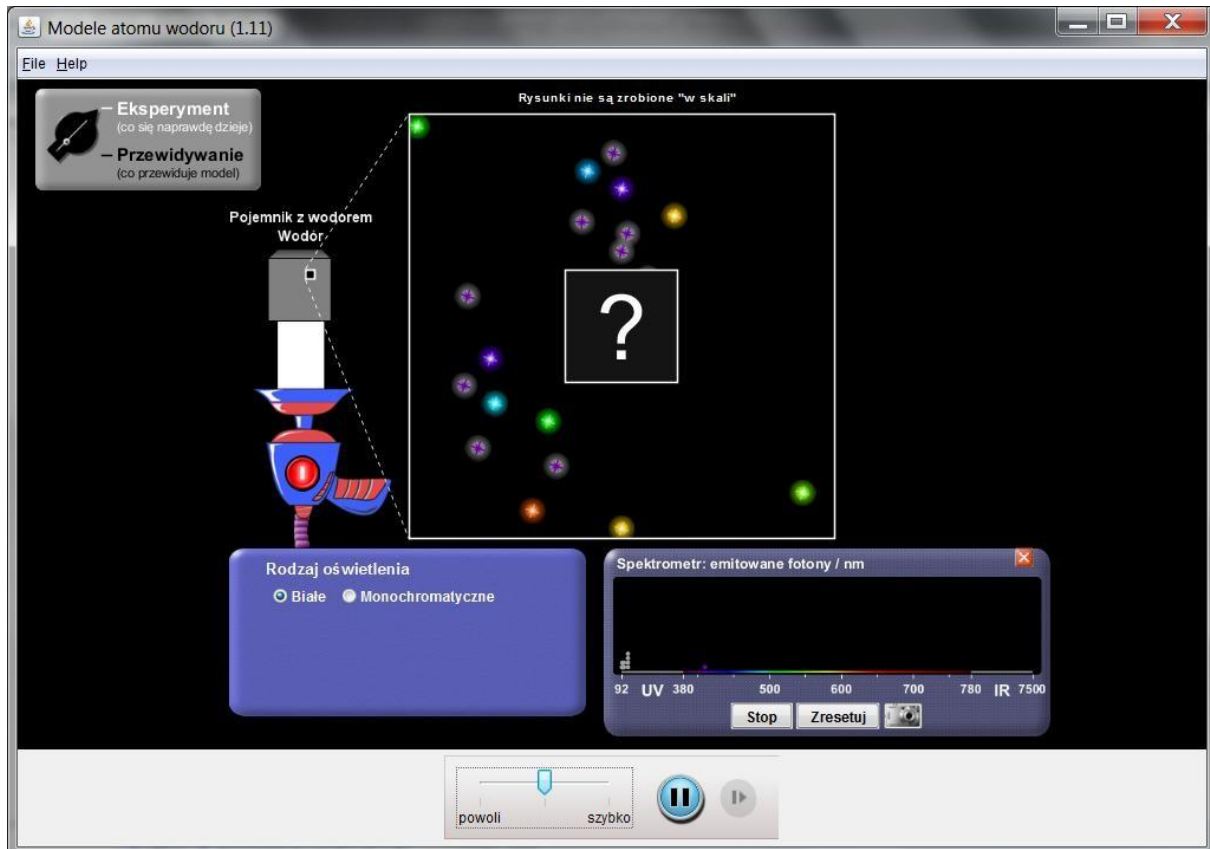 Modele atomu wodoru (1.11)
File Help
Rysunki nie są zrobione "w skali"
Eksperyment
(co się naprawdę dzieje)
Przewidywanie
(co przewiduje model)
Pojemnik z wodorem
Wodór
?
Rodzaj oświetlenia
Białe Monochromatyczne
Spektrometr: emitowane fotony / nm
92 UV 380 500 600 700 780 IR 7500
Stop Zresetuj
powoli szybko